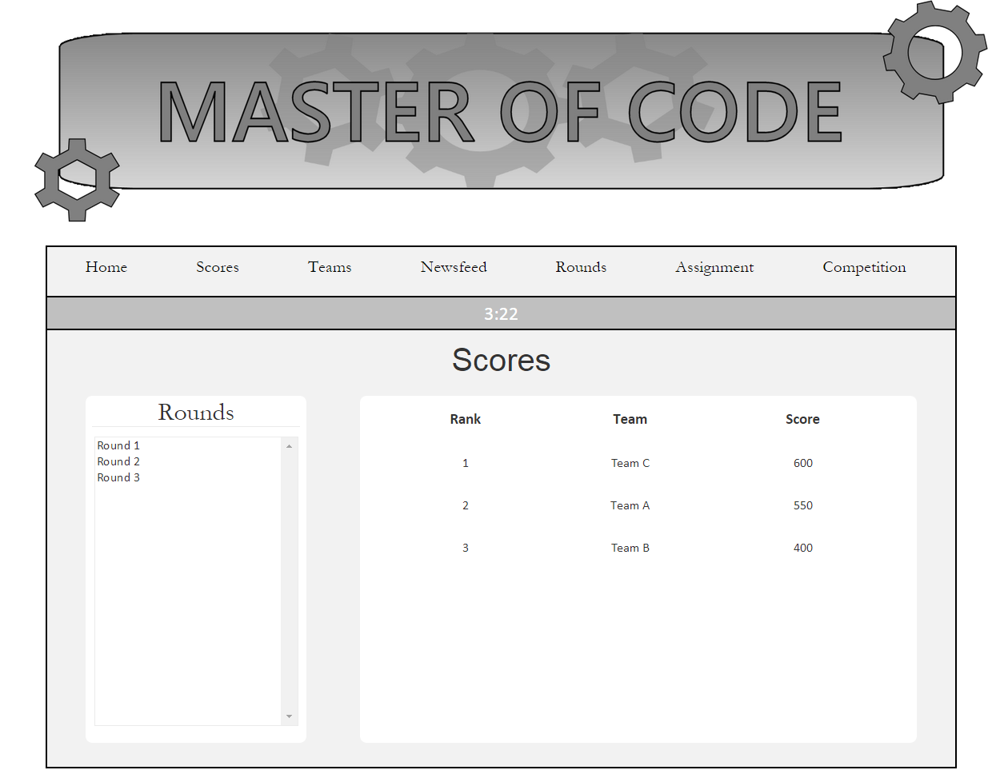 MASTER OF CODE
Home Scores Teams Newsfeed Rounds Assignment Competition
3:22
Scores
Rounds
Round 1
Round 2
Round 3
Rank Team Score
1 Team C 600
2 Team A 550
3 Team B 400